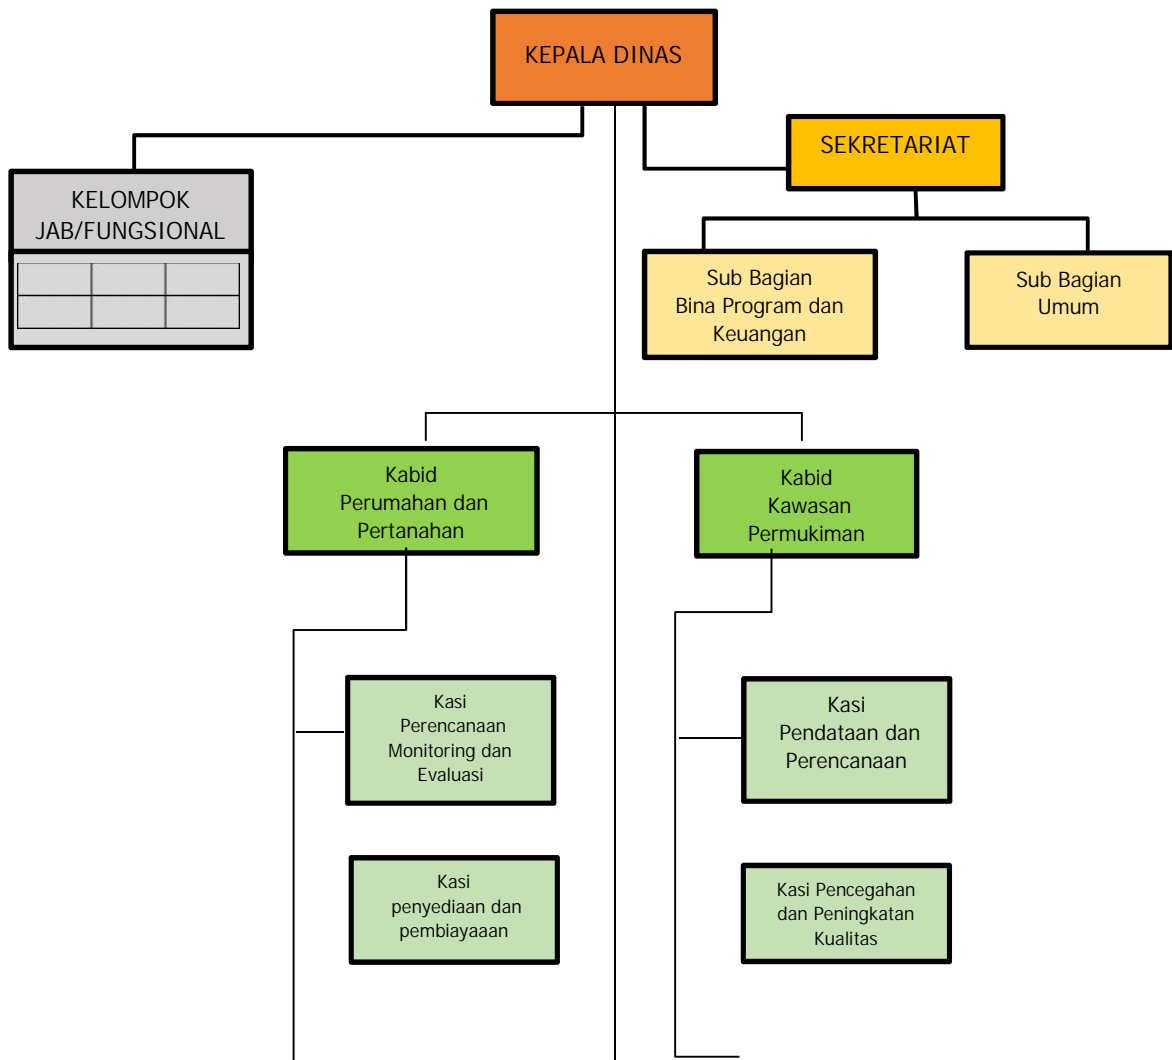 KEPALA DINAS
SEKRETARIAT
KELOMPOK
JAB/FUNGSIONAL
Sub Bagian
Bina Program dan
Keuangan
Sub Bagian
Umum
Kabid
Perumahan dan
Pertanahan
Kabid
Kawasan
Permukiman
Kasi
Perencanaan
Monitoring dan
Evaluasi
Kasi
Pendataan dan
Perencanaan
Kasi
penyediaan dan
pembiayaaan
Kasi Pencegahan
dan Peningkatan
Kualitas